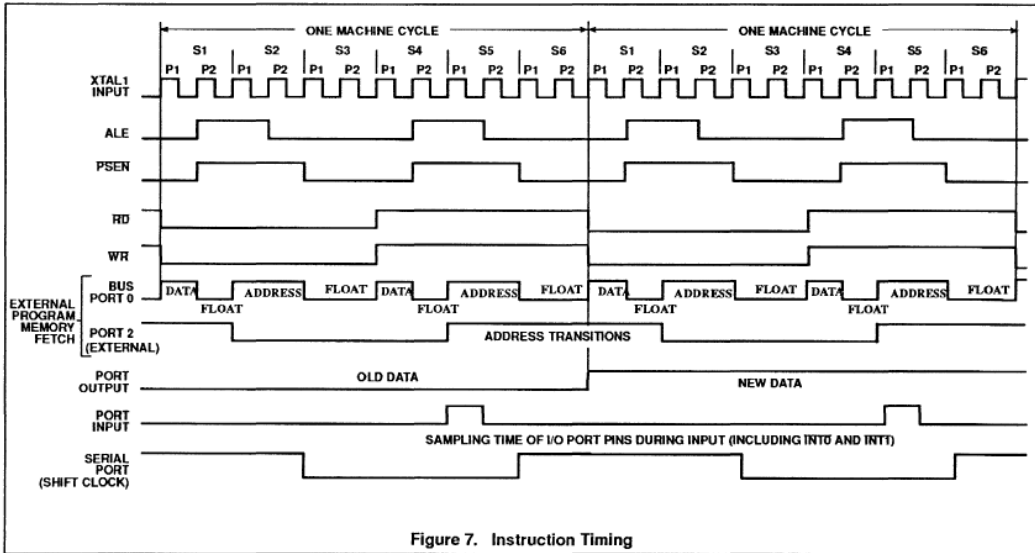 ONE MACHINE CYCLE ONE MACHINE CYCLE
S1 S2 S3 S4 S5 S6 S1 S2 S3 S4 S5 S6
P1 P2 P1 P2 P1 P2 P1 P2 P1 P2 P1 P2 P1 P2 P1 P2 P1 P2 P1 P2 P1 P2 P1 P2
XTAL1
INPUT
ALE
PSEN
RD
WR
EXTERNAL
PROGRAM
MEMORY
FETCH
BUS
PORT 0
DATA ADDRESS FLOAT DATA ADDRESS FLOAT DATA ADDRESS FLOAT DATA ADDRESS FLOAT
FLOAT FLOAT FLOAT FLOAT
PORT 2
(EXTERNAL)
ADDRESS TRANSITIONS
PORT
OUTPUT
OLD DATA NEW DATA
PORT
INPUT
SAMPLING TIME OF I/O PORT PINS DURING INPUT (INCLUDING INT0 AND INT1)
SERIAL
PORT
(SHIFT CLOCK)
Figure 7. Instruction Timing